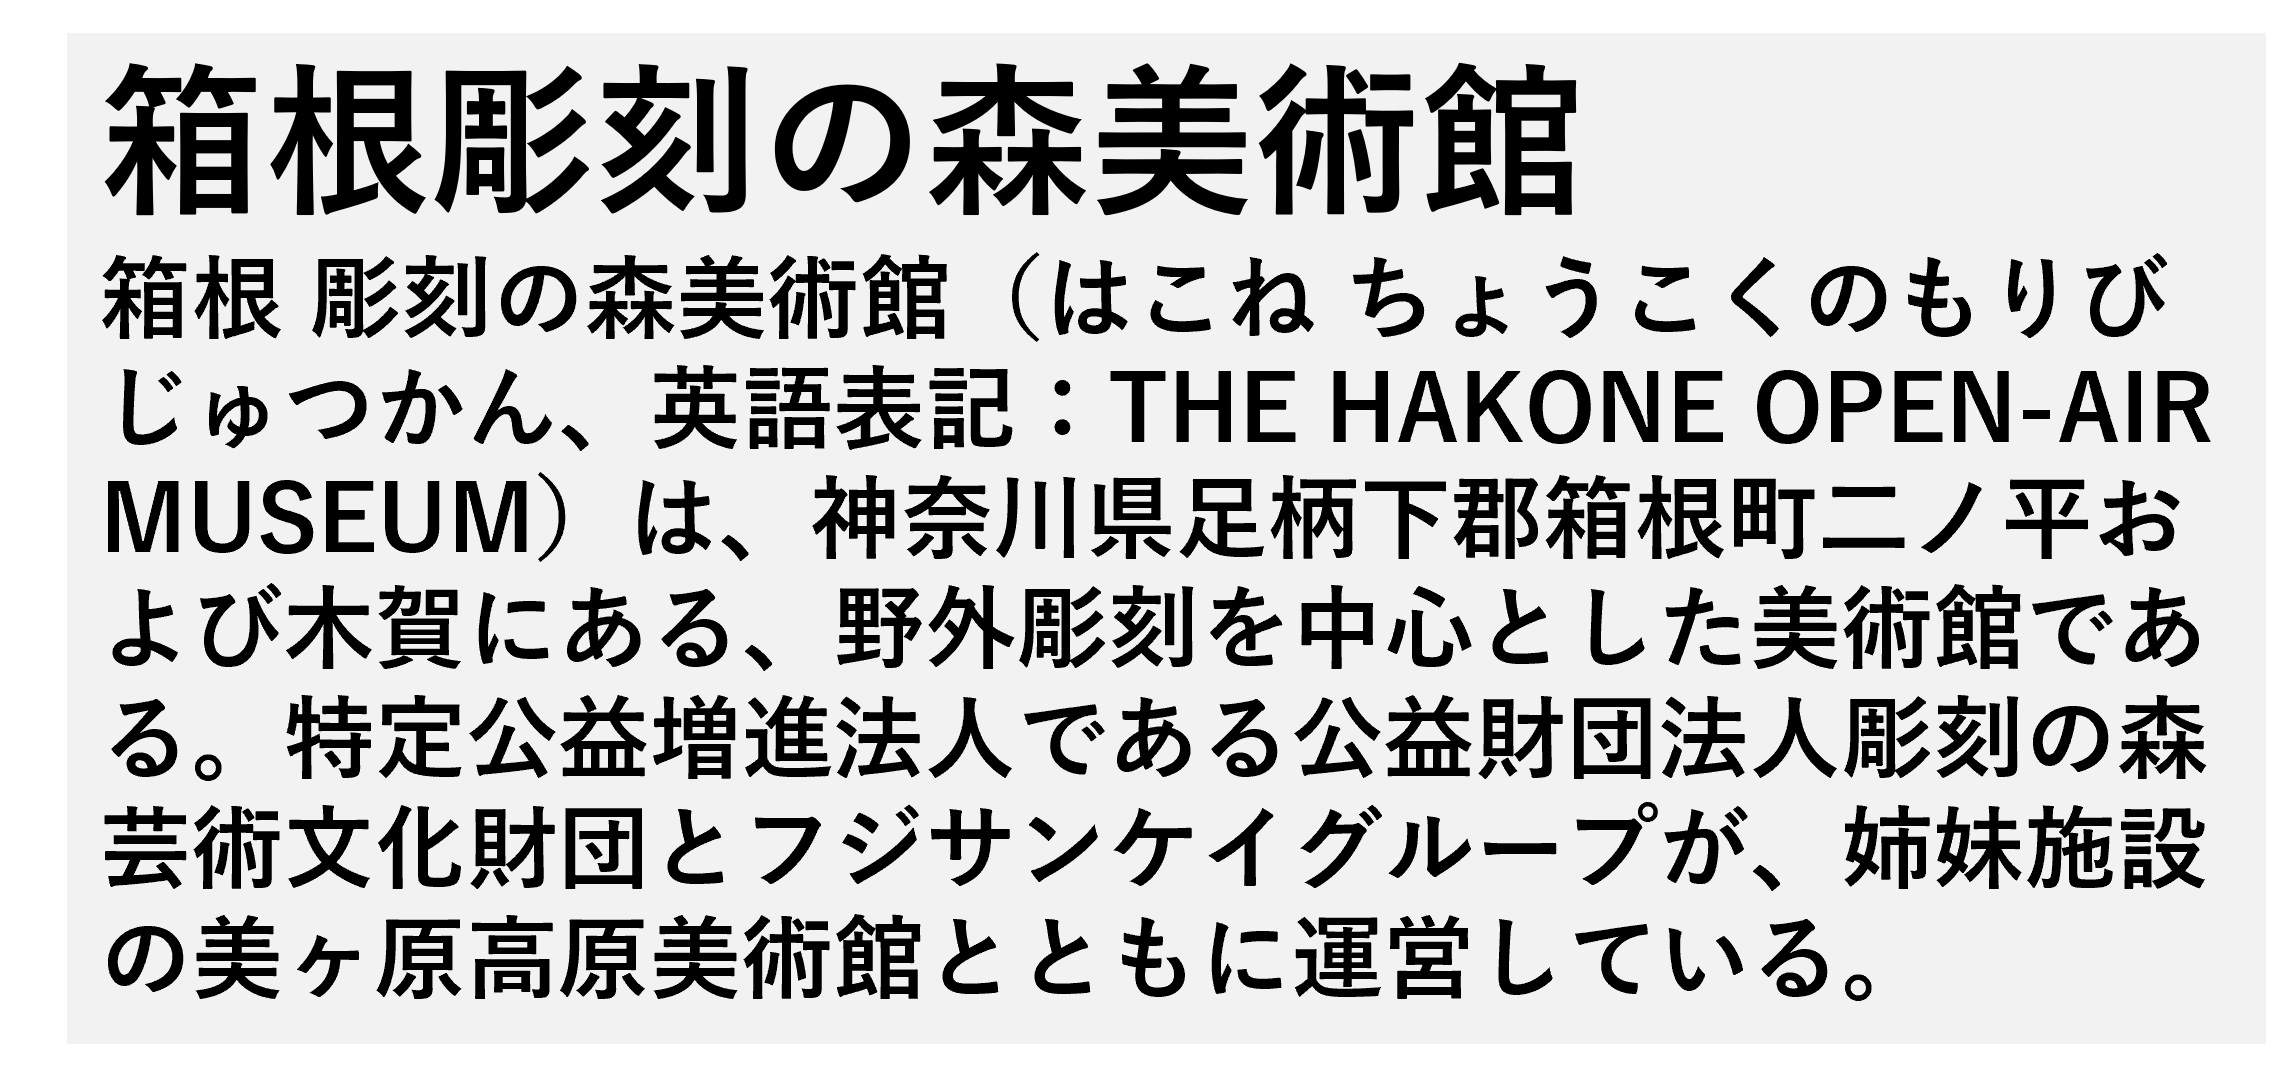 箱根彫刻の森美術館
箱根 彫刻の森美術館（はこね ちょうこくのもりび
じゅつかん、英語表記：THE HAKONE OPEN-AIR
MUSEUM）は、神奈川県足柄下郡箱根町二ノ平お
よび木賀にある、野外彫刻を中心とした美術館であ
る。特定公益増進法人である公益財団法人彫刻の森
芸術文化財団とフジサンケイグループが、姉妹施設
の美ヶ原高原美術館とともに運営している。